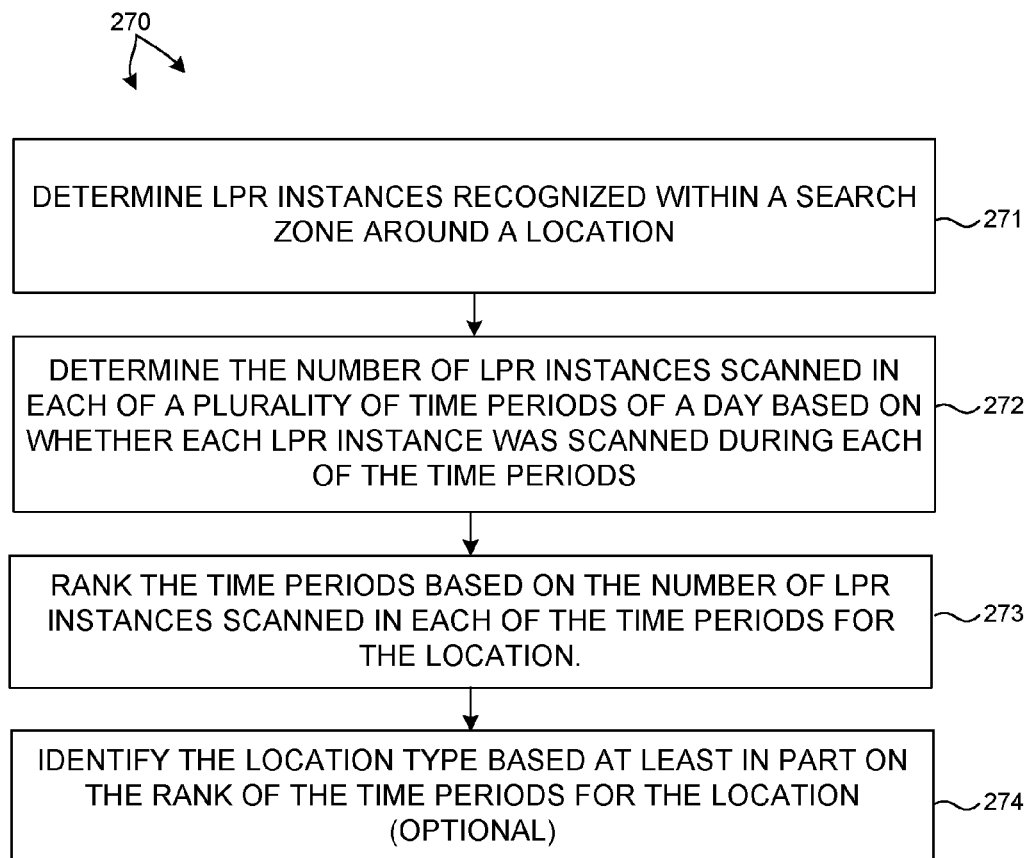 270
DETERMINE LPR INSTANCES RECOGNIZED WITHIN A SEARCH
ZONE AROUND A LOCATION
271
DETERMINE THE NUMBER OF LPR INSTANCES SCANNED IN
EACH OF A PLURALITY OF TIME PERIODS OF A DAY BASED ON
WHETHER EACH LPR INSTANCE WAS SCANNED DURING EACH
OF THE TIME PERIODS
272
RANK THE TIME PERIODS BASED ON THE NUMBER OF LPR
INSTANCES SCANNED IN EACH OF THE TIME PERIODS FOR
THE LOCATION.
273
IDENTIFY THE LOCATION TYPE BASED AT LEAST IN PART ON
THE RANK OF THE TIME PERIODS FOR THE LOCATION
(OPTIONAL)
274